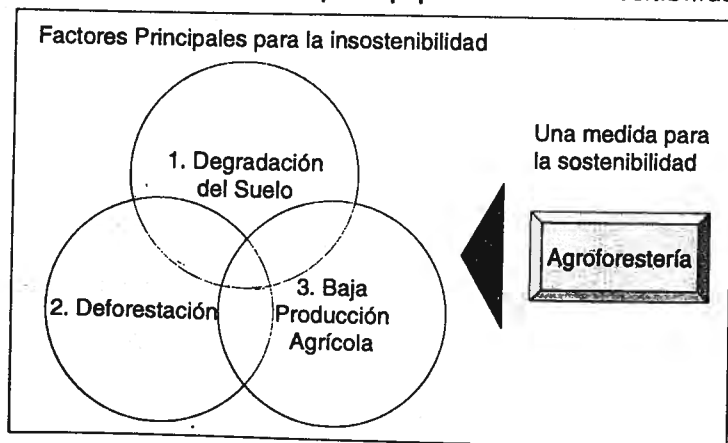 Factores Principales para la insostenibilidad
1. Degradación
del Suelo
2. Deforestación
3. Baja
Producción
Agrícola
Una medida para
la sostenibilidad
Agroforestería